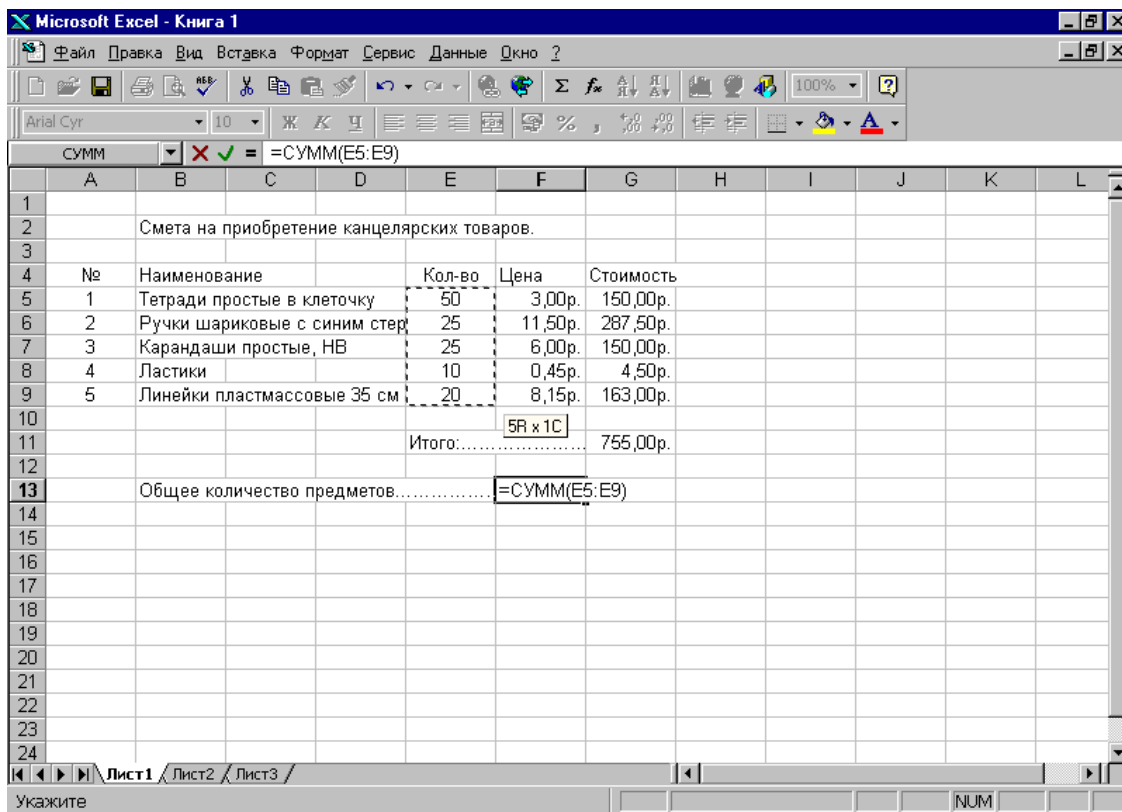 Microsoft Excel - Книга 1
Файл Правка Вид Вставка Формат Сервис Данные Окно ?
100%
Arial Cyr 10 Ж К Ч
СУММ =СУММ(E5:E9)
A B C D E F G H I J K L
1
2 Смета на приобретение канцелярских товаров.
3
4 № Наименование Кол-во Цена Стоимость
5 1 Тетради простые в клеточку 50 3,00р. 150,00р.
6 2 Ручки шариковые с синим стер 25 11,50р. 287,50р.
7 3 Карандаши простые, НВ 25 6,00р. 150,00р.
8 4 Ластики 10 0,45р. 4,50р.
9 5 Линейки пластмассовые 35 см 20 8,15р. 163,00р.
10 5R x 1C
11 Итого:…………………. 755,00р.
12
13 Общее количество предметов……………. =СУММ(E5:E9)
14
15
16
17
18
19
20
21
22
23
24
Лист1 Лист2 Лист3
Укажите NUM